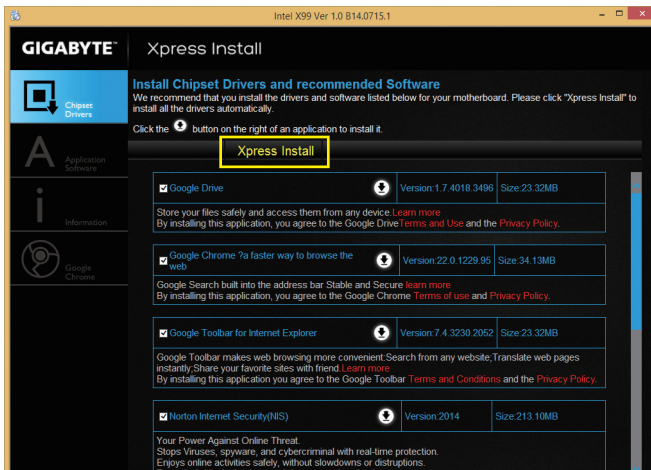 Intel X99 Ver 1.0 B14.0715.1
GIGABYTE™
Xpress Install
Chipset
Drivers
Application
Software
Information
Google
Chrome
Install Chipset Drivers and recommended Software
We recommend that you install the drivers and software listed below for your motherboard. Please click "Xpress Install" to
install all the drivers automatically.
Click the button on the right of an application to install it.
Xpress Install
Google Drive Version:1.7.4018.3496 Size:23.32MB
Store your files safely and access them from any device.Learn more
By installing this application, you agree to the Google DriveTerms and Use and the Privacy Policy.
Google Chrome ?a faster way to browse the
web Version:22.0.1229.95 Size:34.13MB
Google Search built into the address bar Stable and Secure learn more
By installing this application, you agree to the Google Chrome Terms of use and Privacy Policy.
Google Toolbar for Internet Explorer Version:7.4.3230.2052 Size:23.32MB
Google Toolbar makes web browsing more convenient:Search from any website;Translate web pages
instantly;Share your favorite sites with friend.Learn more
By installing this application you agree to the Google Toolbar Terms and Conditions and the Privacy Policy.
Norton Internet Security(NIS) Version:2014 Size:213.10MB
Your Power Against Online Threat.
Stops Viruses, spyware, and cybercriminal with real-time protection.
Enjoys online activities safely, without slowdowns or distruptions.